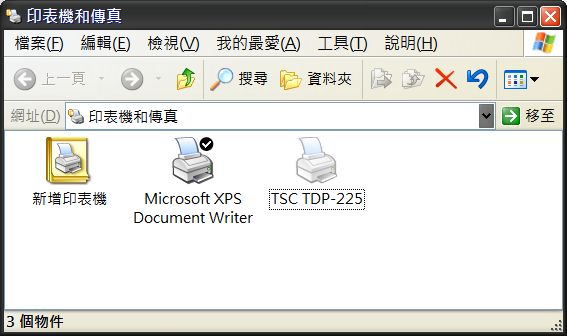 印表機和傳真
檔案(F) 編輯(E) 檢視(V) 我的最愛(A) 工具(T) 說明(H)
上一頁 搜尋 資料夾
網址(D) 印表機和傳真 移至
新增印表機
Microsoft XPS
Document Writer
TSC TDP-225
3 個物件